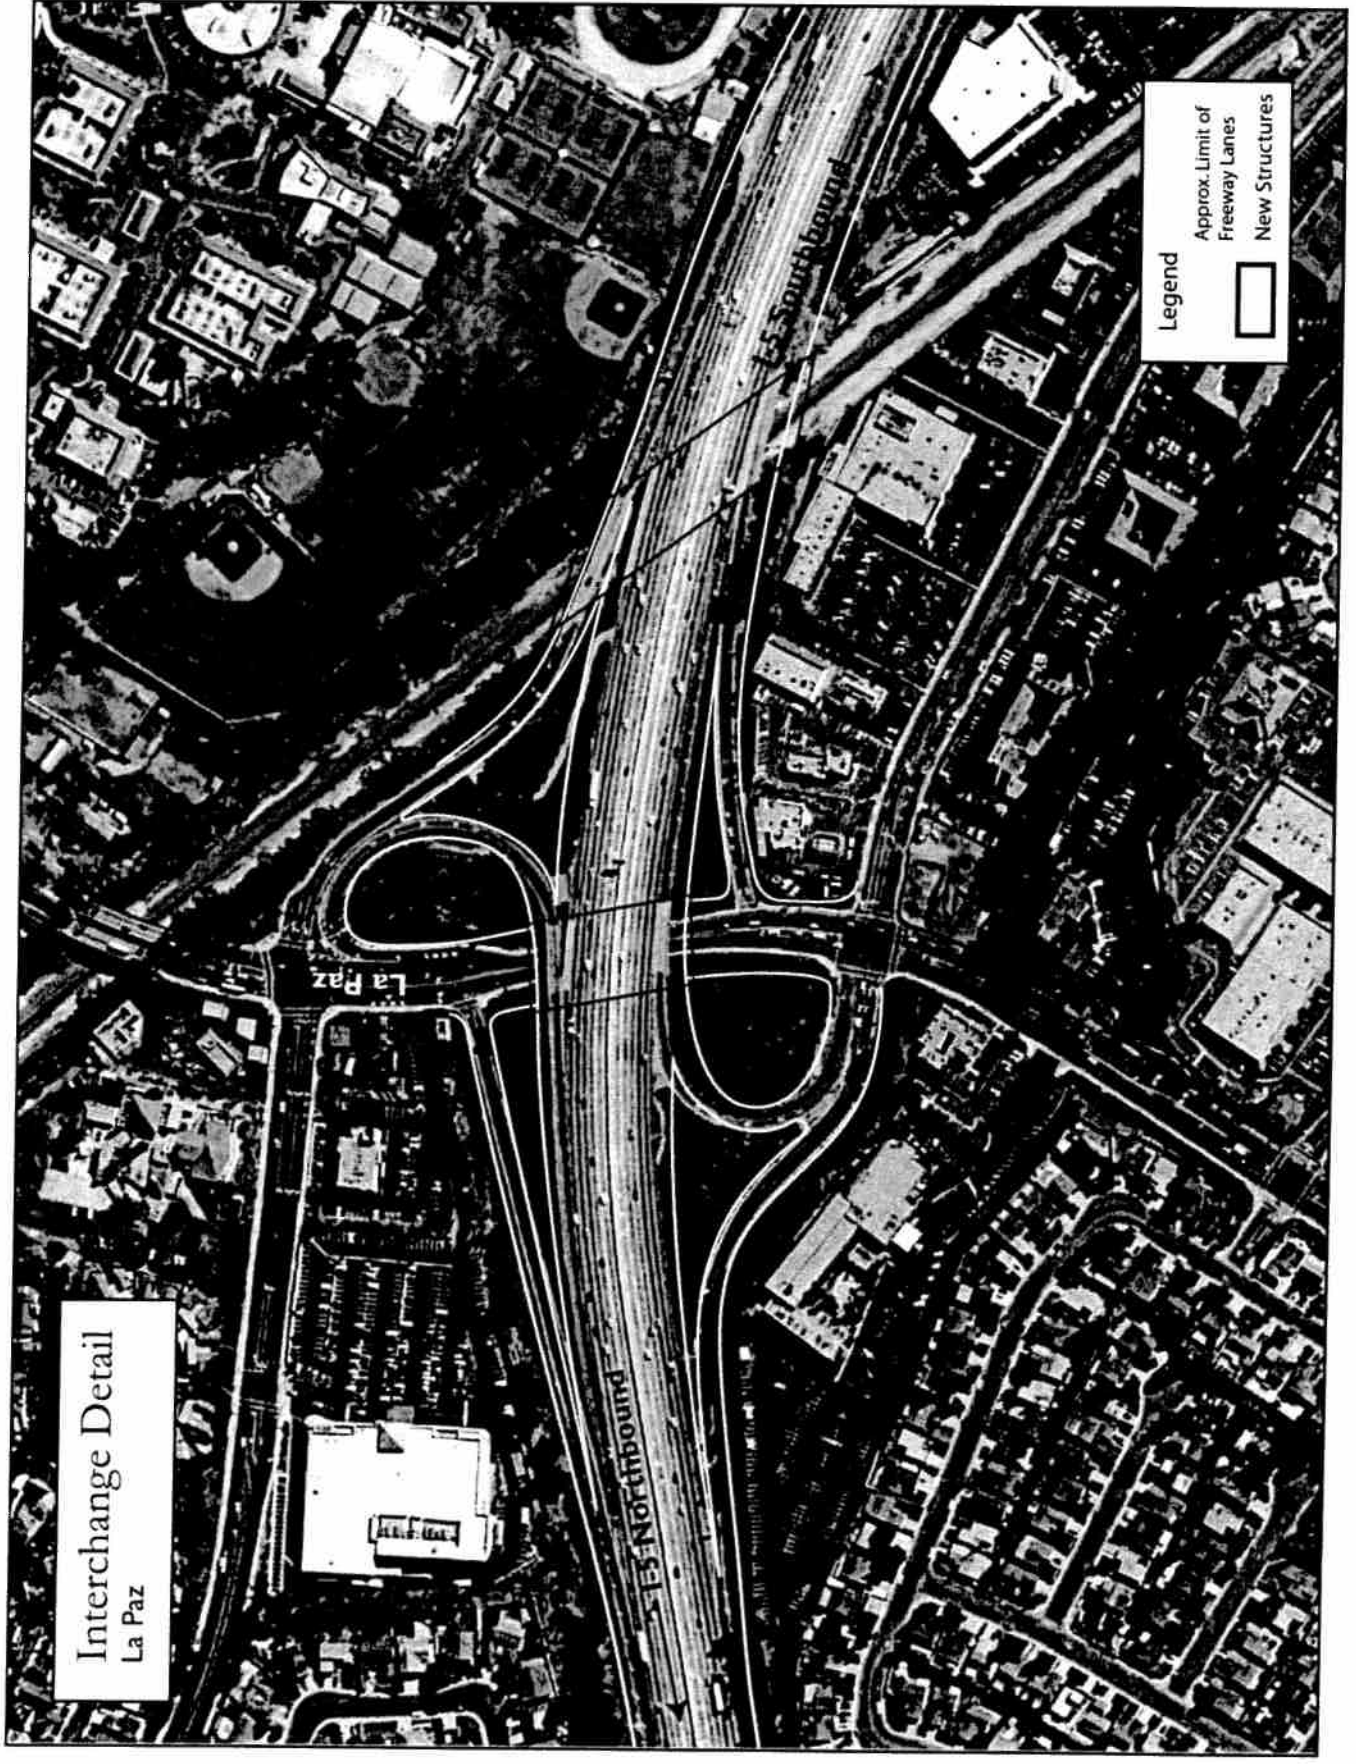 Interchange Detail
La Paz
La Paz
I-5 Northbound
I-5 Southbound
Legend
Approx. Limit of
Freeway Lanes
New Structures